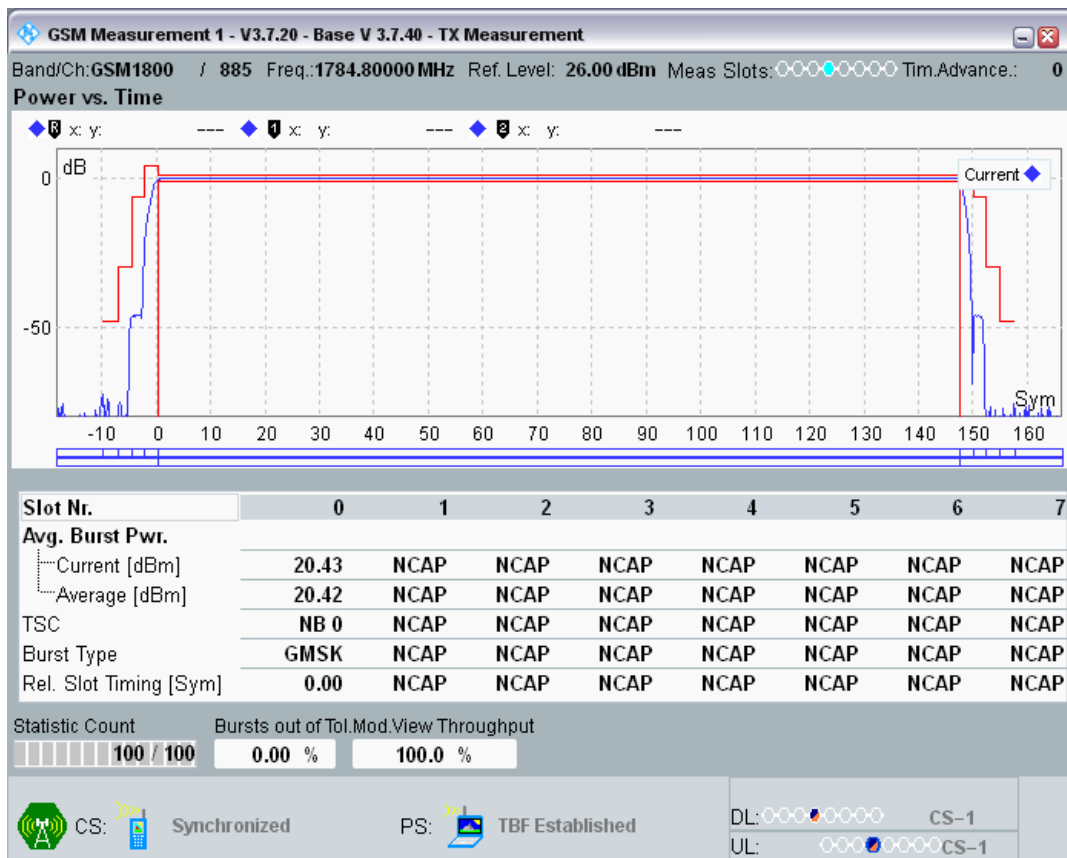 GSM Measurement 1 - V3.7.20 - Base V 3.7.40 - TX Measurement
Band/Ch:GSM1800 / 885 Freq.:1784.80000 MHz Ref. Level: 26.00 dBm Meas Slots: Tim.Advance.: 0
Power vs. Time
R x: y: --- 1 x: y: --- 2 x: y: ---
dB
Current
0
-50
Sym
-10 0 10 20 30 40 50 60 70 80 90 100 110 120 130 140 150 160
Slot Nr. 0 1 2 3 4 5 6 7
Avg. Burst Pwr.
Current [dBm] 20.43 NCAP NCAP NCAP NCAP NCAP NCAP NCAP
Average [dBm] 20.42 NCAP NCAP NCAP NCAP NCAP NCAP NCAP
TSC NB 0 NCAP NCAP NCAP NCAP NCAP NCAP NCAP
Burst Type GMSK NCAP NCAP NCAP NCAP NCAP NCAP NCAP
Rel. Slot Timing [Sym] 0.00 NCAP NCAP NCAP NCAP NCAP NCAP NCAP
Statistic Count Bursts out of Tol.Mod.View Throughput
100 / 100 0.00 % 100.0 %
CS: Synchronized PS: TBF Established DL: CS-1
UL: CS-1